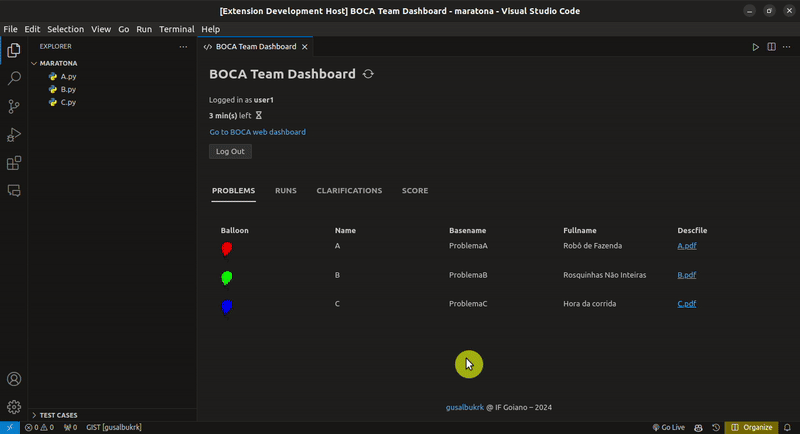 [Extension Development Host] BOCA Team Dashboard - maratona - Visual Studio Code
File Edit Selection View Go Run Terminal Help
EXPLORER
BOCA Team Dashboard
MARATONA
A.py
B.py
C.py
BOCA Team Dashboard
Logged in as user1
3 min(s) left
Go to BOCA web dashboard
Log Out
PROBLEMS RUNS CLARIFICATIONS SCORE
Balloon Name Basename Fullname Descfile
A ProblemaA Robô de Fazenda A.pdf
B ProblemaB Rosquinhas Não Inteiras B.pdf
C ProblemaC Hora da corrida C.pdf
gusalbukrk @ IF Goiano – 2024
TEST CASES
0 0 0 GIST [gusalbukrk] Go Live Organize